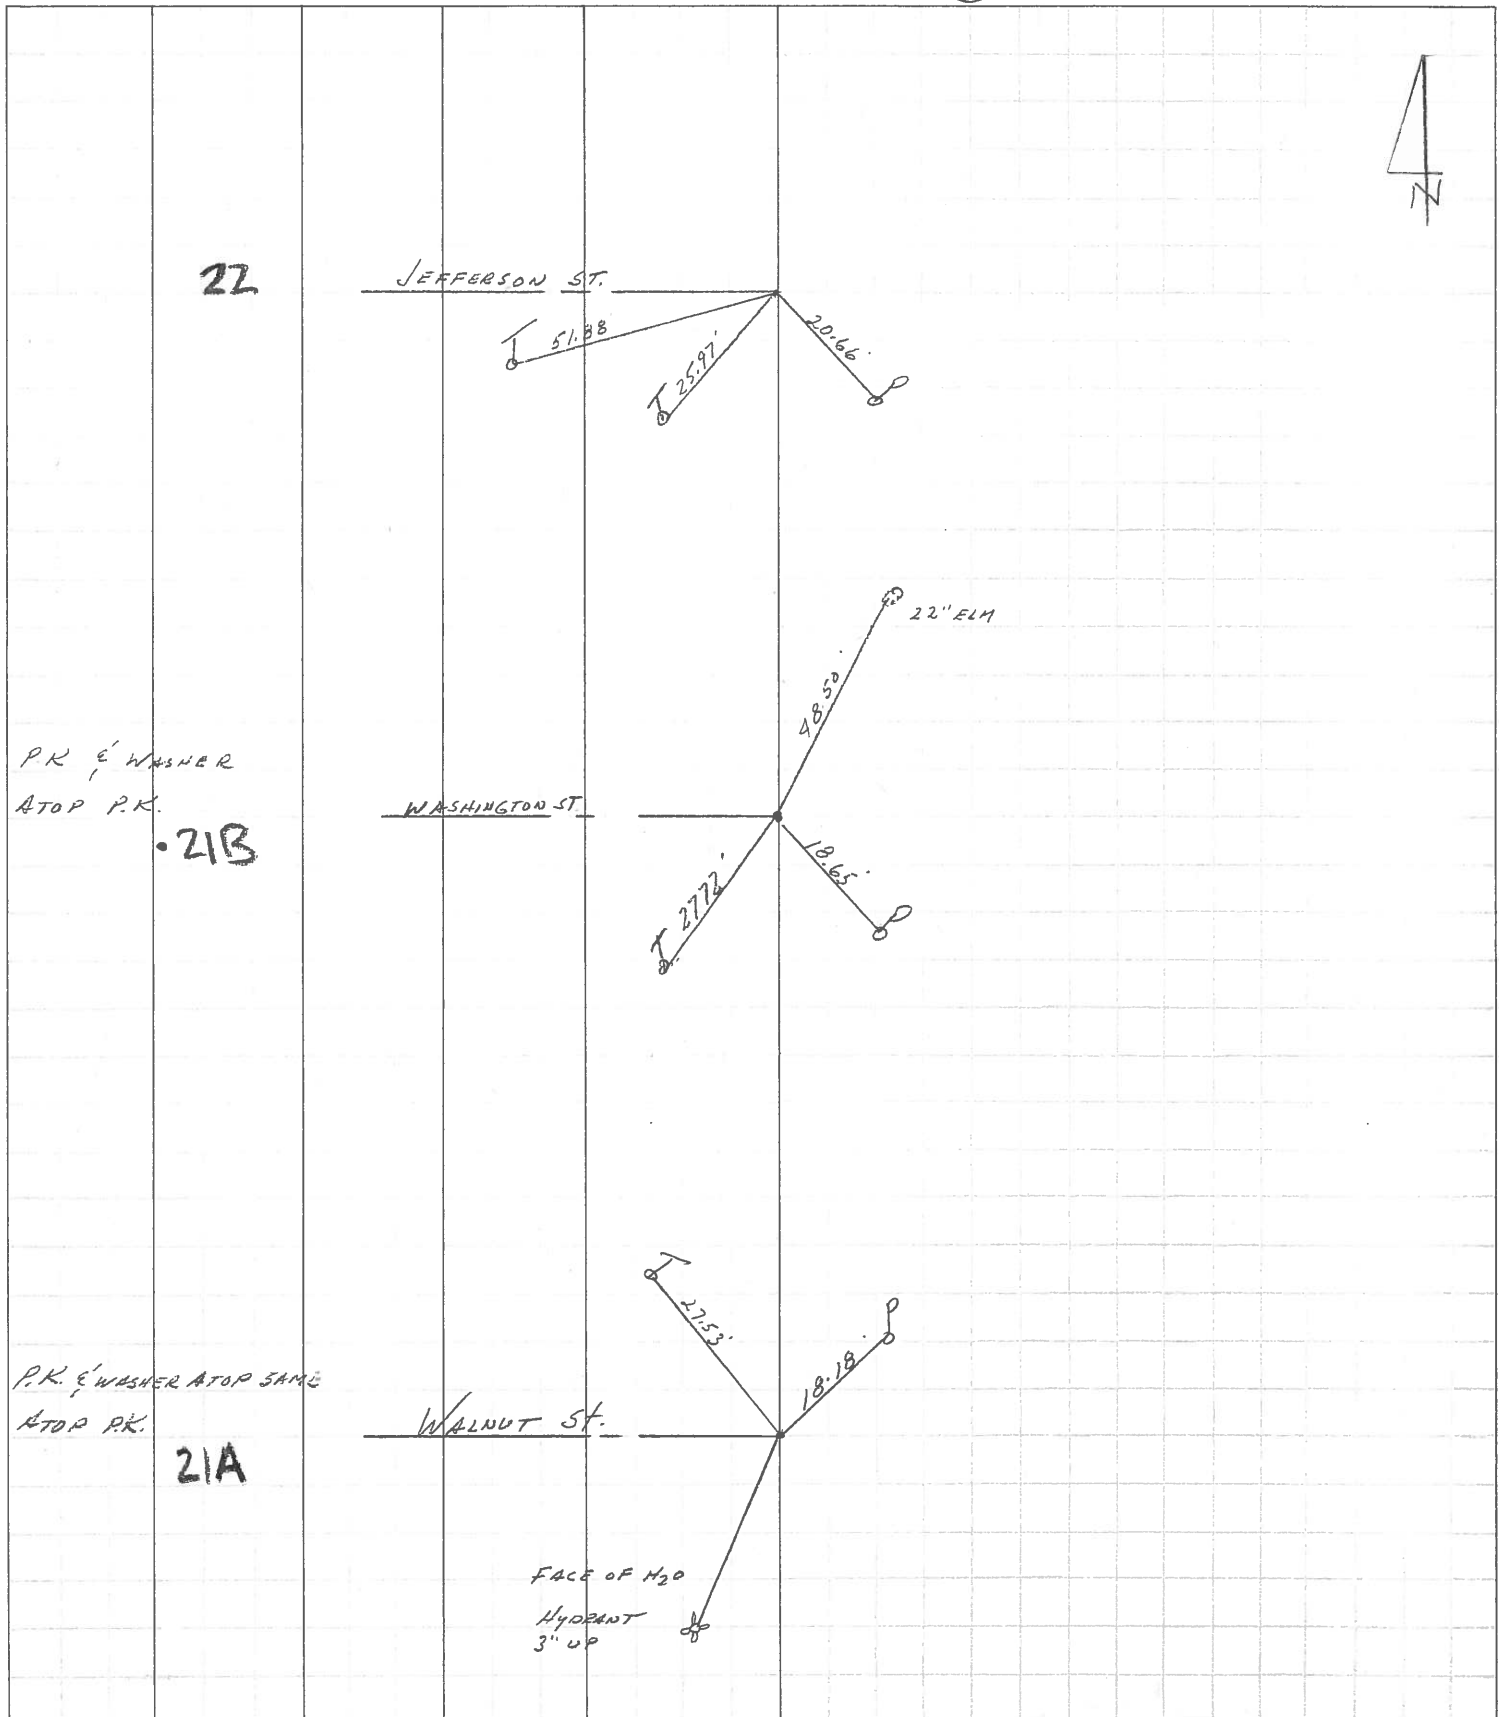 N
22
JEFFERSON ST.
T 51.88
T 25.97'
20.66'
P
22" ELM
48.50'
P.K & WASHER
ATOP P.K.
WASHINGTON ST
• 21B
18.65'
T 27.72'
P
T
27.53'
P
18.18'
P.K. & WASHER ATOP SAME
ATOP P.K.
WALNUT St.
21A
FACE OF H2O
HYDRANT
3" UP